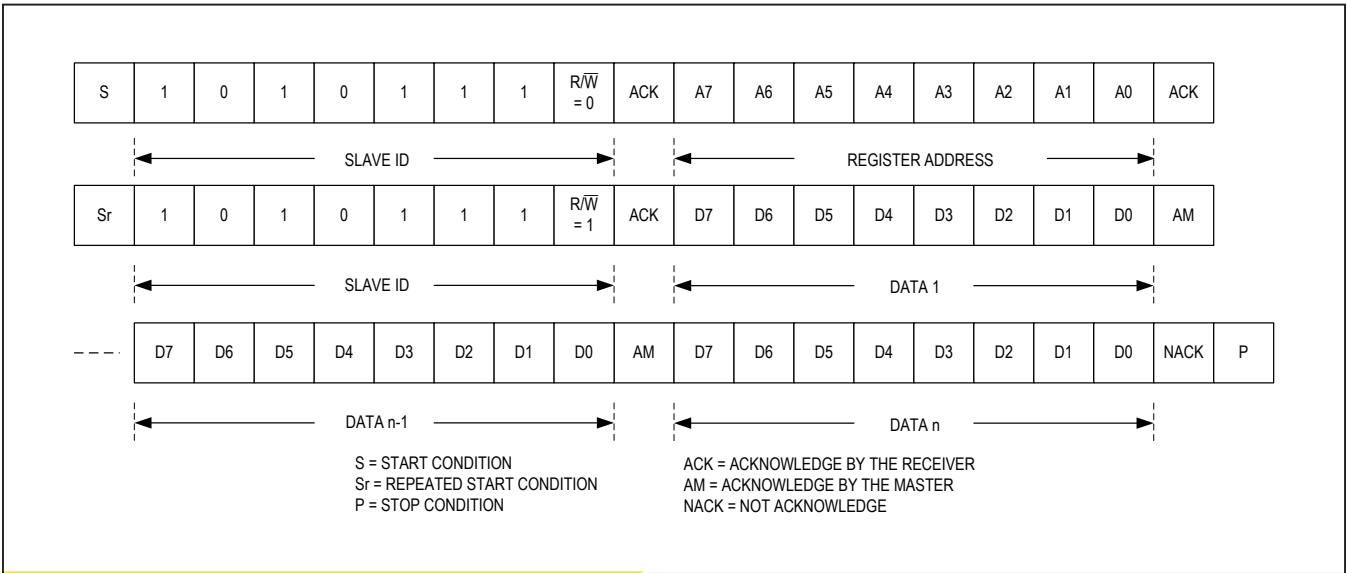 S 1 0 1 0 1 1 1 R/W̅ = 0 ACK A7 A6 A5 A4 A3 A2 A1 A0 ACK
SLAVE ID REGISTER ADDRESS
Sr 1 0 1 0 1 1 1 R/W̅ = 1 ACK D7 D6 D5 D4 D3 D2 D1 D0 AM
SLAVE ID DATA 1
D7 D6 D5 D4 D3 D2 D1 D0 AM D7 D6 D5 D4 D3 D2 D1 D0 NACK P
DATA n-1 DATA n
S = START CONDITION
Sr = REPEATED START CONDITION
P = STOP CONDITION
ACK = ACKNOWLEDGE BY THE RECEIVER
AM = ACKNOWLEDGE BY THE MASTER
NACK = NOT ACKNOWLEDGE